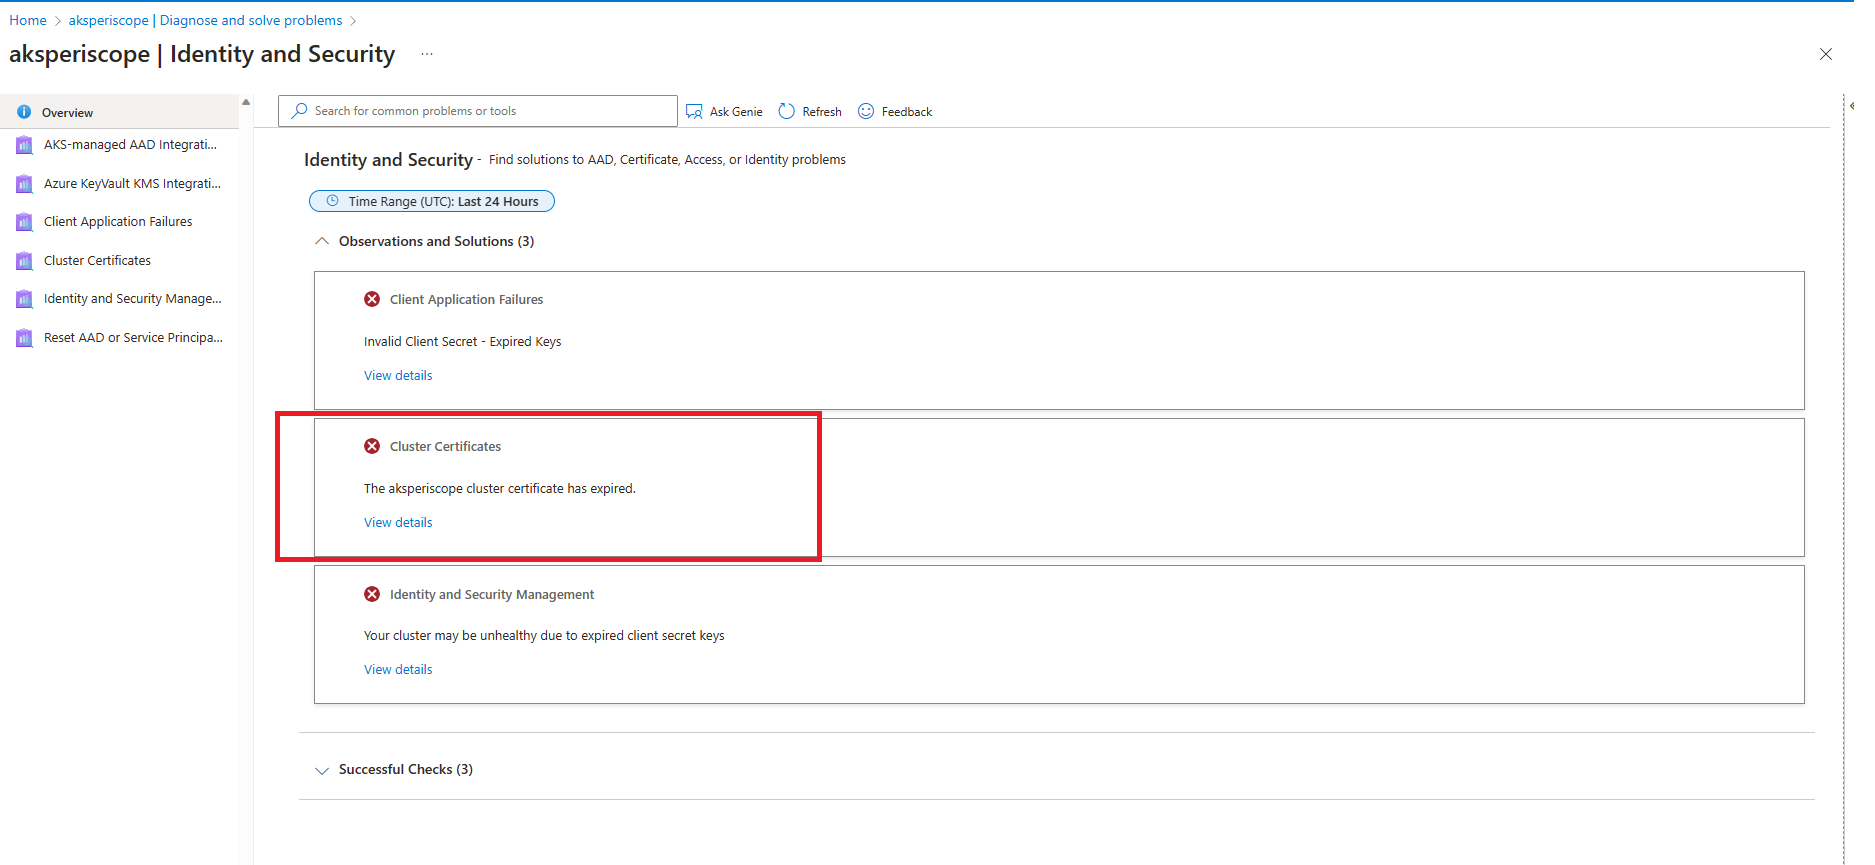 Home > aksperiscope | Diagnose and solve problems >
aksperiscope | Identity and Security ...
Overview
AKS-managed AAD Integrati...
Azure KeyVault KMS Integrati...
Client Application Failures
Cluster Certificates
Identity and Security Manage...
Reset AAD or Service Principa...
Search for common problems or tools
Ask Genie
Refresh
Feedback
Identity and Security - Find solutions to AAD, Certificate, Access, or Identity problems
Time Range (UTC): Last 24 Hours
Observations and Solutions (3)
Client Application Failures
Invalid Client Secret - Expired Keys
View details
Cluster Certificates
The aksperiscope cluster certificate has expired.
View details
Identity and Security Management
Your cluster may be unhealthy due to expired client secret keys
View details
Successful Checks (3)